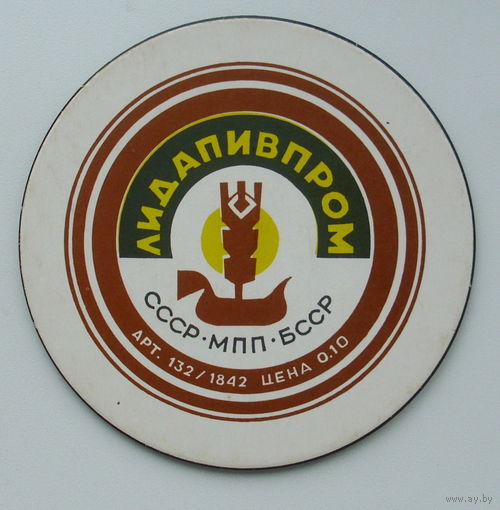 ЛИДАПИВПРОМ
СССР·МПП·БССР
АРТ. 132/1842 ЦЕНА 0.10
www.ay.by